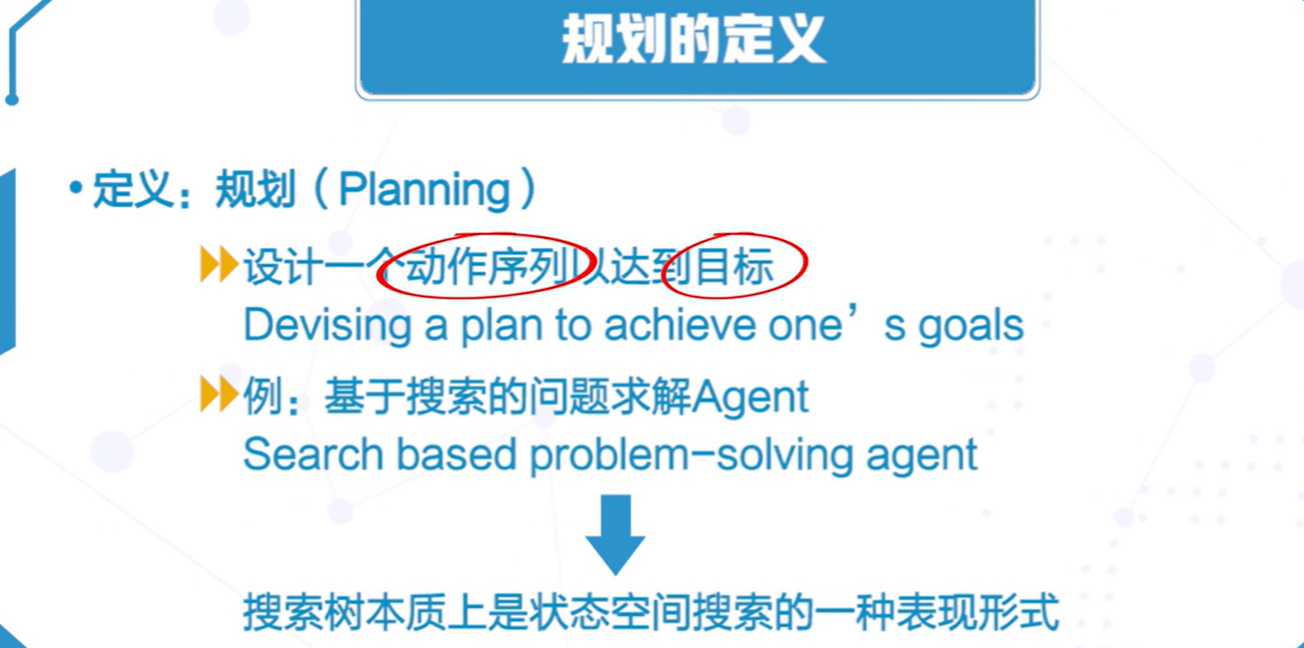 规划的定义
•定义：规划（Planning）
设计一个动作序列以达到目标
Devising a plan to achieve one’s goals
例：基于搜索的问题求解Agent
Search based problem-solving agent
搜索树本质上是状态空间搜索的一种表现形式